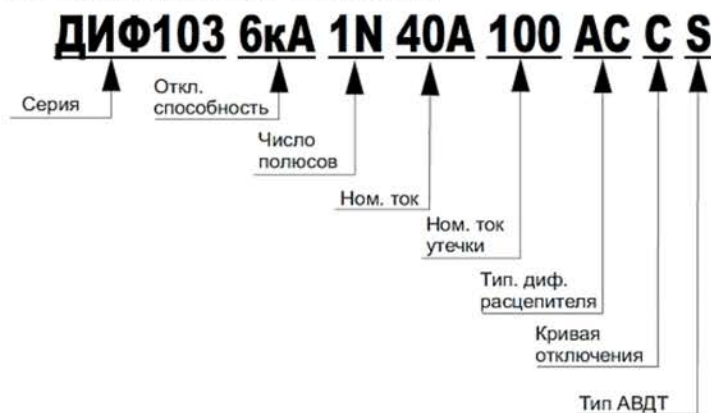 ДИФ103 6кА 1N 40А 100 АС С S
Серия
Откл.
способность
Число
полюсов
Ном. ток
Ном. ток
утечки
Тип. диф.
расцепителя
Кривая
отключения
Тип АВДТ